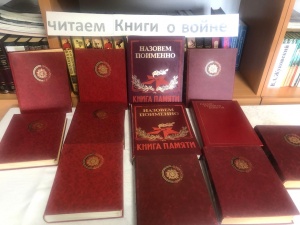 читаем Книги о войне
НАЗОВЕМ
ПОИМЕННО
КНИГА ПАМЯТИ
НАЗОВЕМ
ПОИМЕННО
КНИГА ПАМЯТИ